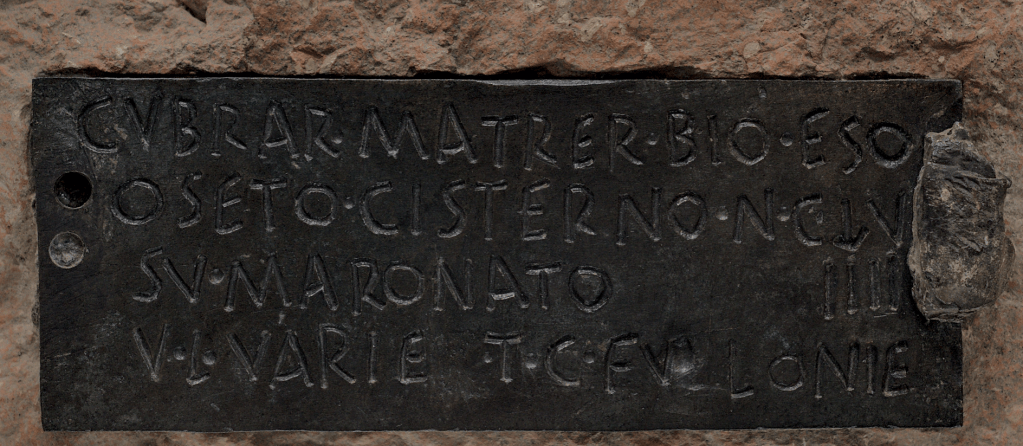 CVBRAR·MATRER·BIO·ESO
OSETO·CISTERNO·N·CLV
SV·MARONATO IIII
V·L·VARIE ·T·C·FVLLONIE